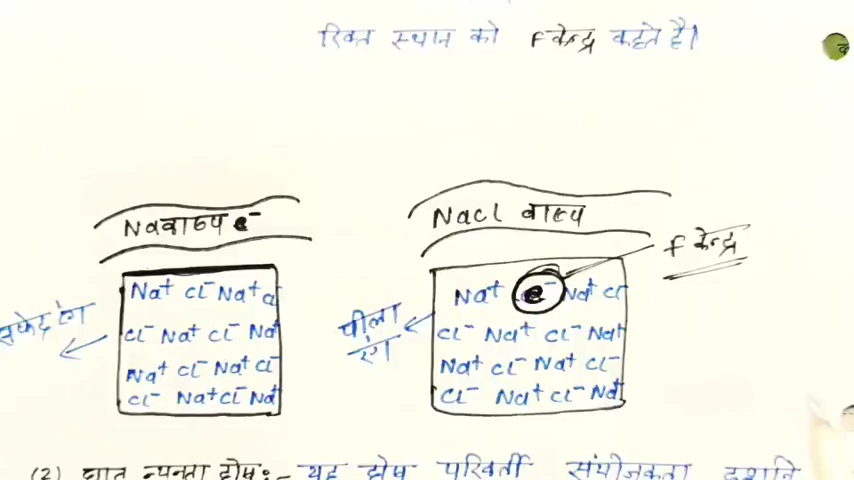 रिक्त स्थान को F केन्द्र कहते है।
Na वाष्प e⁻
NaCl वाष्प
F केन्द्र
सफेद रंग
Na⁺ Cl⁻ Na⁺ Cl
Cl⁻ Na⁺ Cl⁻ Na⁺
Na⁺ Cl⁻ Na⁺ Cl⁻
Cl⁻ Na⁺ Cl⁻ Na⁺
पीला
रंग
Na⁺ e⁻ Na⁺ Cl
Cl⁻ Na⁺ Cl⁻ Na⁺
Na⁺ Cl⁻ Na⁺ Cl⁻
Cl⁻ Na⁺ Cl⁻ Na⁺
(2) धातु न्यूनता दोष:- यह दोष परिवर्ती संयोजकता दर्शाने